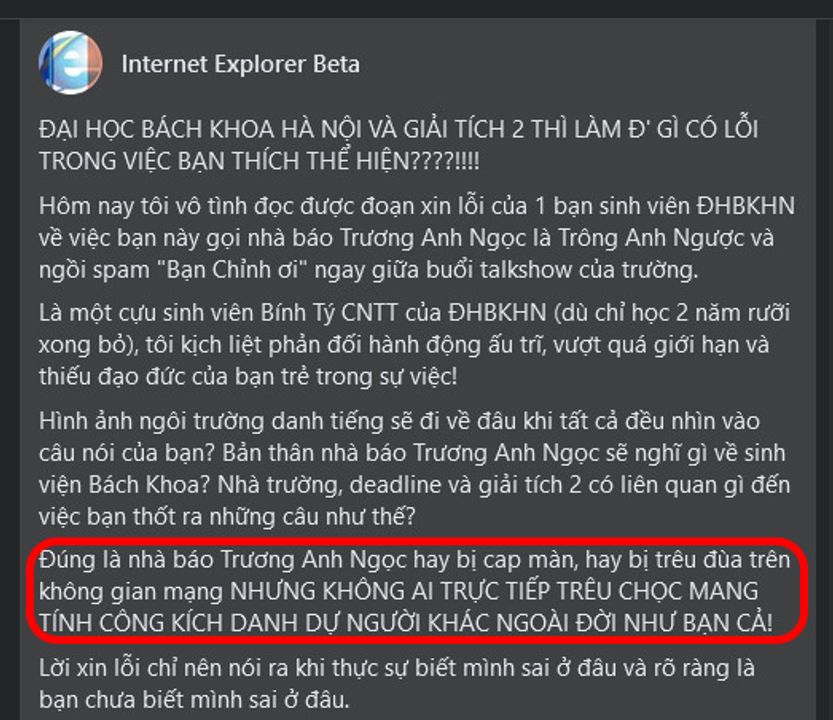 Internet Explorer Beta
ĐẠI HỌC BÁCH KHOA HÀ NỘI VÀ GIẢI TÍCH 2 THÌ LÀM Đ' GÌ CÓ LỖI
TRONG VIỆC BẠN THÍCH THỂ HIỆN????!!!!
Hôm nay tôi vô tình đọc được đoạn xin lỗi của 1 bạn sinh viên ĐHBKHN
về việc bạn này gọi nhà báo Trương Anh Ngọc là Trông Anh Ngược và
ngồi spam "Bạn Chỉnh ơi" ngay giữa buổi talkshow của trường.
Là một cựu sinh viên Bính Tý CNTT của ĐHBKHN (dù chỉ học 2 năm rưỡi
xong bỏ), tôi kịch liệt phản đối hành động ấu trĩ, vượt quá giới hạn và
thiếu đạo đức của bạn trẻ trong sự việc!
Hình ảnh ngôi trường danh tiếng sẽ đi về đâu khi tất cả đều nhìn vào
câu nói của bạn? Bản thân nhà báo Trương Anh Ngọc sẽ nghĩ gì về sinh
viện Bách Khoa? Nhà trường, deadline và giải tích 2 có liên quan gì đến
việc bạn thốt ra những câu như thế?
Đúng là nhà báo Trương Anh Ngọc hay bị cap màn, hay bị trêu đùa trên
không gian mạng NHƯNG KHÔNG AI TRỰC TIẾP TRÊU CHỌC MANG
TÍNH CÔNG KÍCH DANH DỰ NGƯỜI KHÁC NGOÀI ĐỜI NHƯ BẠN CẢ!
Lời xin lỗi chỉ nên nói ra khi thực sự biết mình sai ở đâu và rõ ràng là
bạn chưa biết mình sai ở đâu.